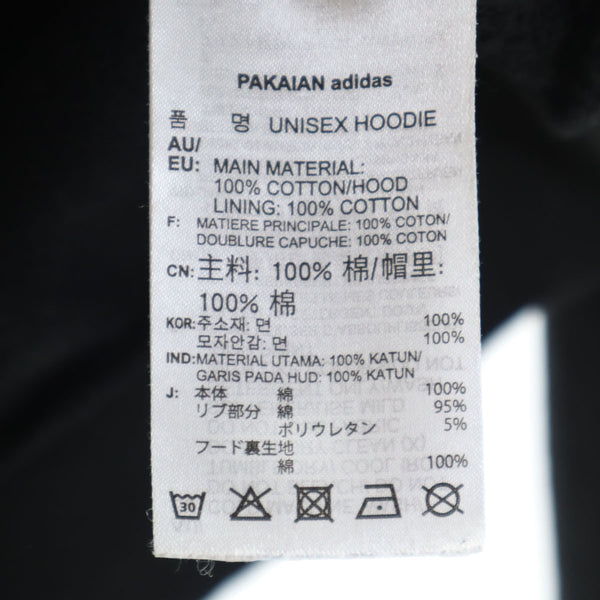 PAKAIAN adidas
품 명 UNISEX HOODIE
AU/
EU: MAIN MATERIAL:
100% COTTON/HOOD
LINING: 100% COTTON
F: MATIERE PRINCIPALE: 100% COTON/
DOUBLURE CAPUCHE: 100% COTON
CN: 主料: 100% 棉/帽里:
100% 棉
KOR: 주소재: 면 100%
모자안감: 면 100%
IND: MATERIAL UTAMA: 100% KATUN/
GARIS PADA HUD: 100% KATUN
J: 本体 綿 100%
リブ部分 綿 95%
ポリウレタン 5%
フード裏生地
綿 100%
30